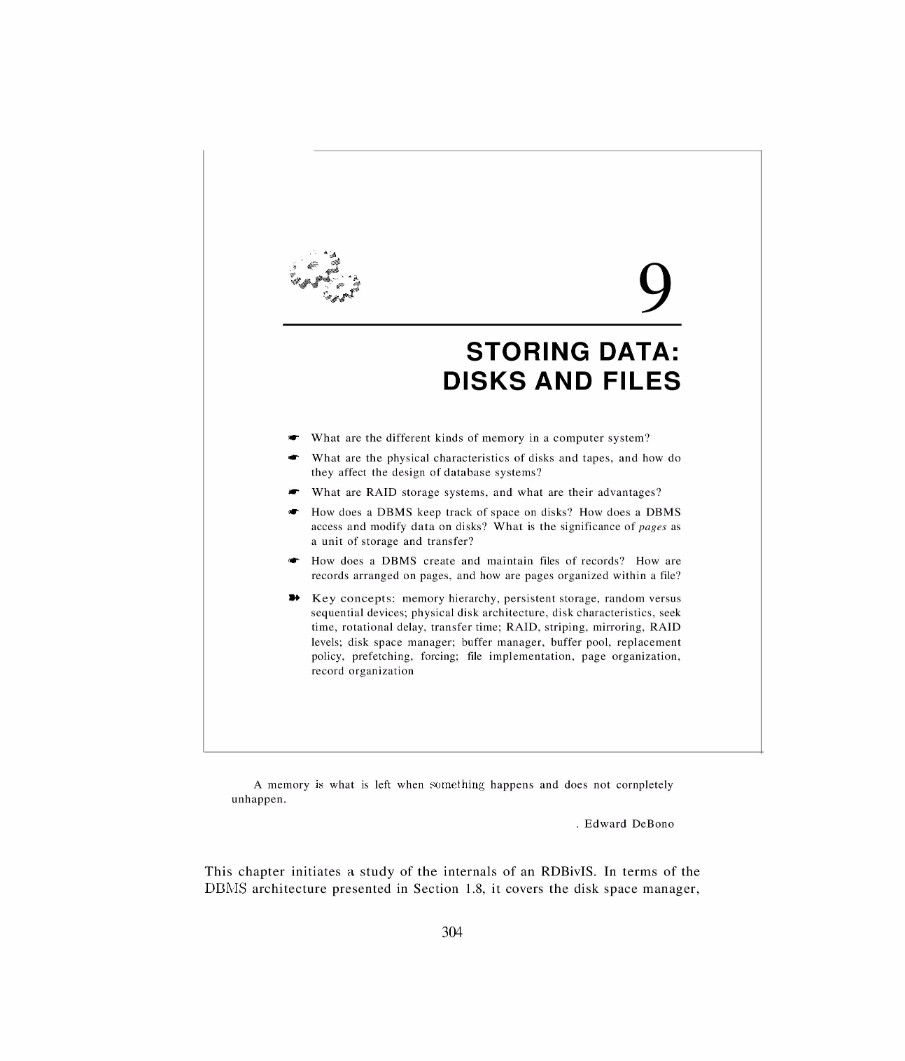 9
STORING DATA:
DISKS AND FILES
What are the different kinds of memory in a computer system?
What are the physical characteristics of disks and tapes, and how do
they affect the design of database systems?
What are RAID storage systems, and what are their advantages?
How does a DBMS keep track of space on disks? How does a DBMS
access and modify data on disks? What is the significance of pages as
a unit of storage and transfer?
How does a DBMS create and maintain files of records? How are
records arranged on pages, and how are pages organized within a file?
Key concepts: memory hierarchy, persistent storage, random versus
sequential devices; physical disk architecture, disk characteristics, seek
time, rotational delay, transfer time; RAID, striping, mirroring, RAID
levels; disk space manager; buffer manager, buffer pool, replacement
policy, prefetching, forcing; file implementation, page organization,
record organization
A memory is what is left when something happens and does not cornpletely
unhappen.
. Edward DeBono
This chapter initiates a study of the internals of an RDBivIS. In terms of the
DBMS architecture presented in Section 1.8, it covers the disk space manager,
304